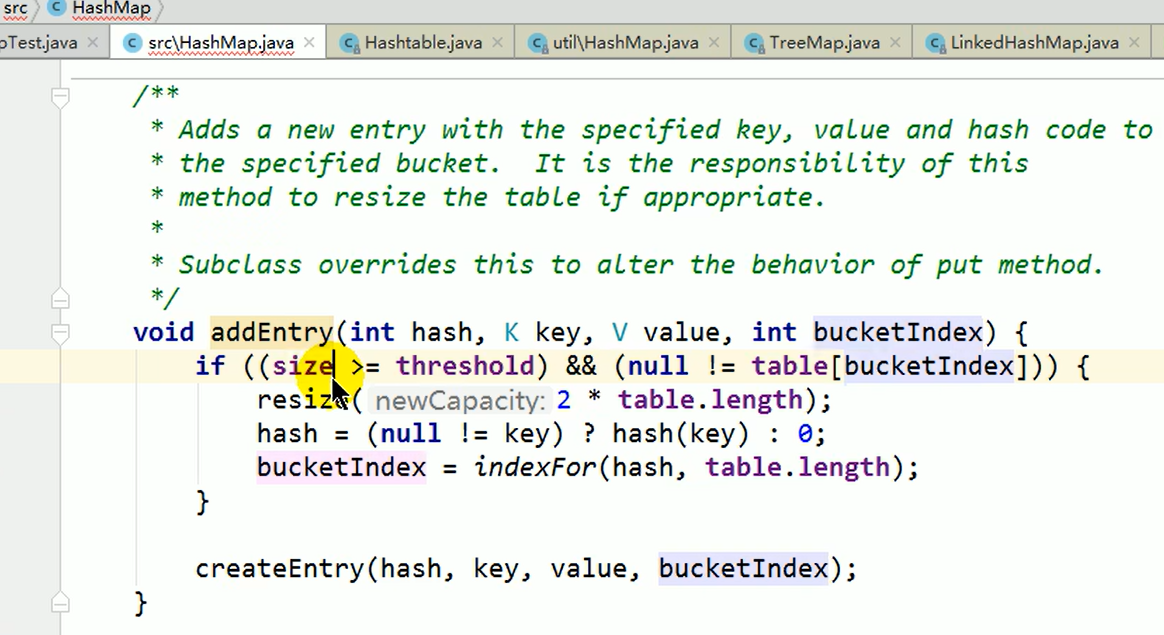 src HashMap
pTest.java src\HashMap.java Hashtable.java util\HashMap.java TreeMap.java LinkedHashMap.java
/**
* Adds a new entry with the specified key, value and hash code to
* the specified bucket.  It is the responsibility of this
* method to resize the table if appropriate.
*
* Subclass overrides this to alter the behavior of put method.
*/
void addEntry(int hash, K key, V value, int bucketIndex) {
if ((size >= threshold) && (null != table[bucketIndex])) {
resize( newCapacity: 2 * table.length);
hash = (null != key) ? hash(key) : 0;
bucketIndex = indexFor(hash, table.length);
}
createEntry(hash, key, value, bucketIndex);
}